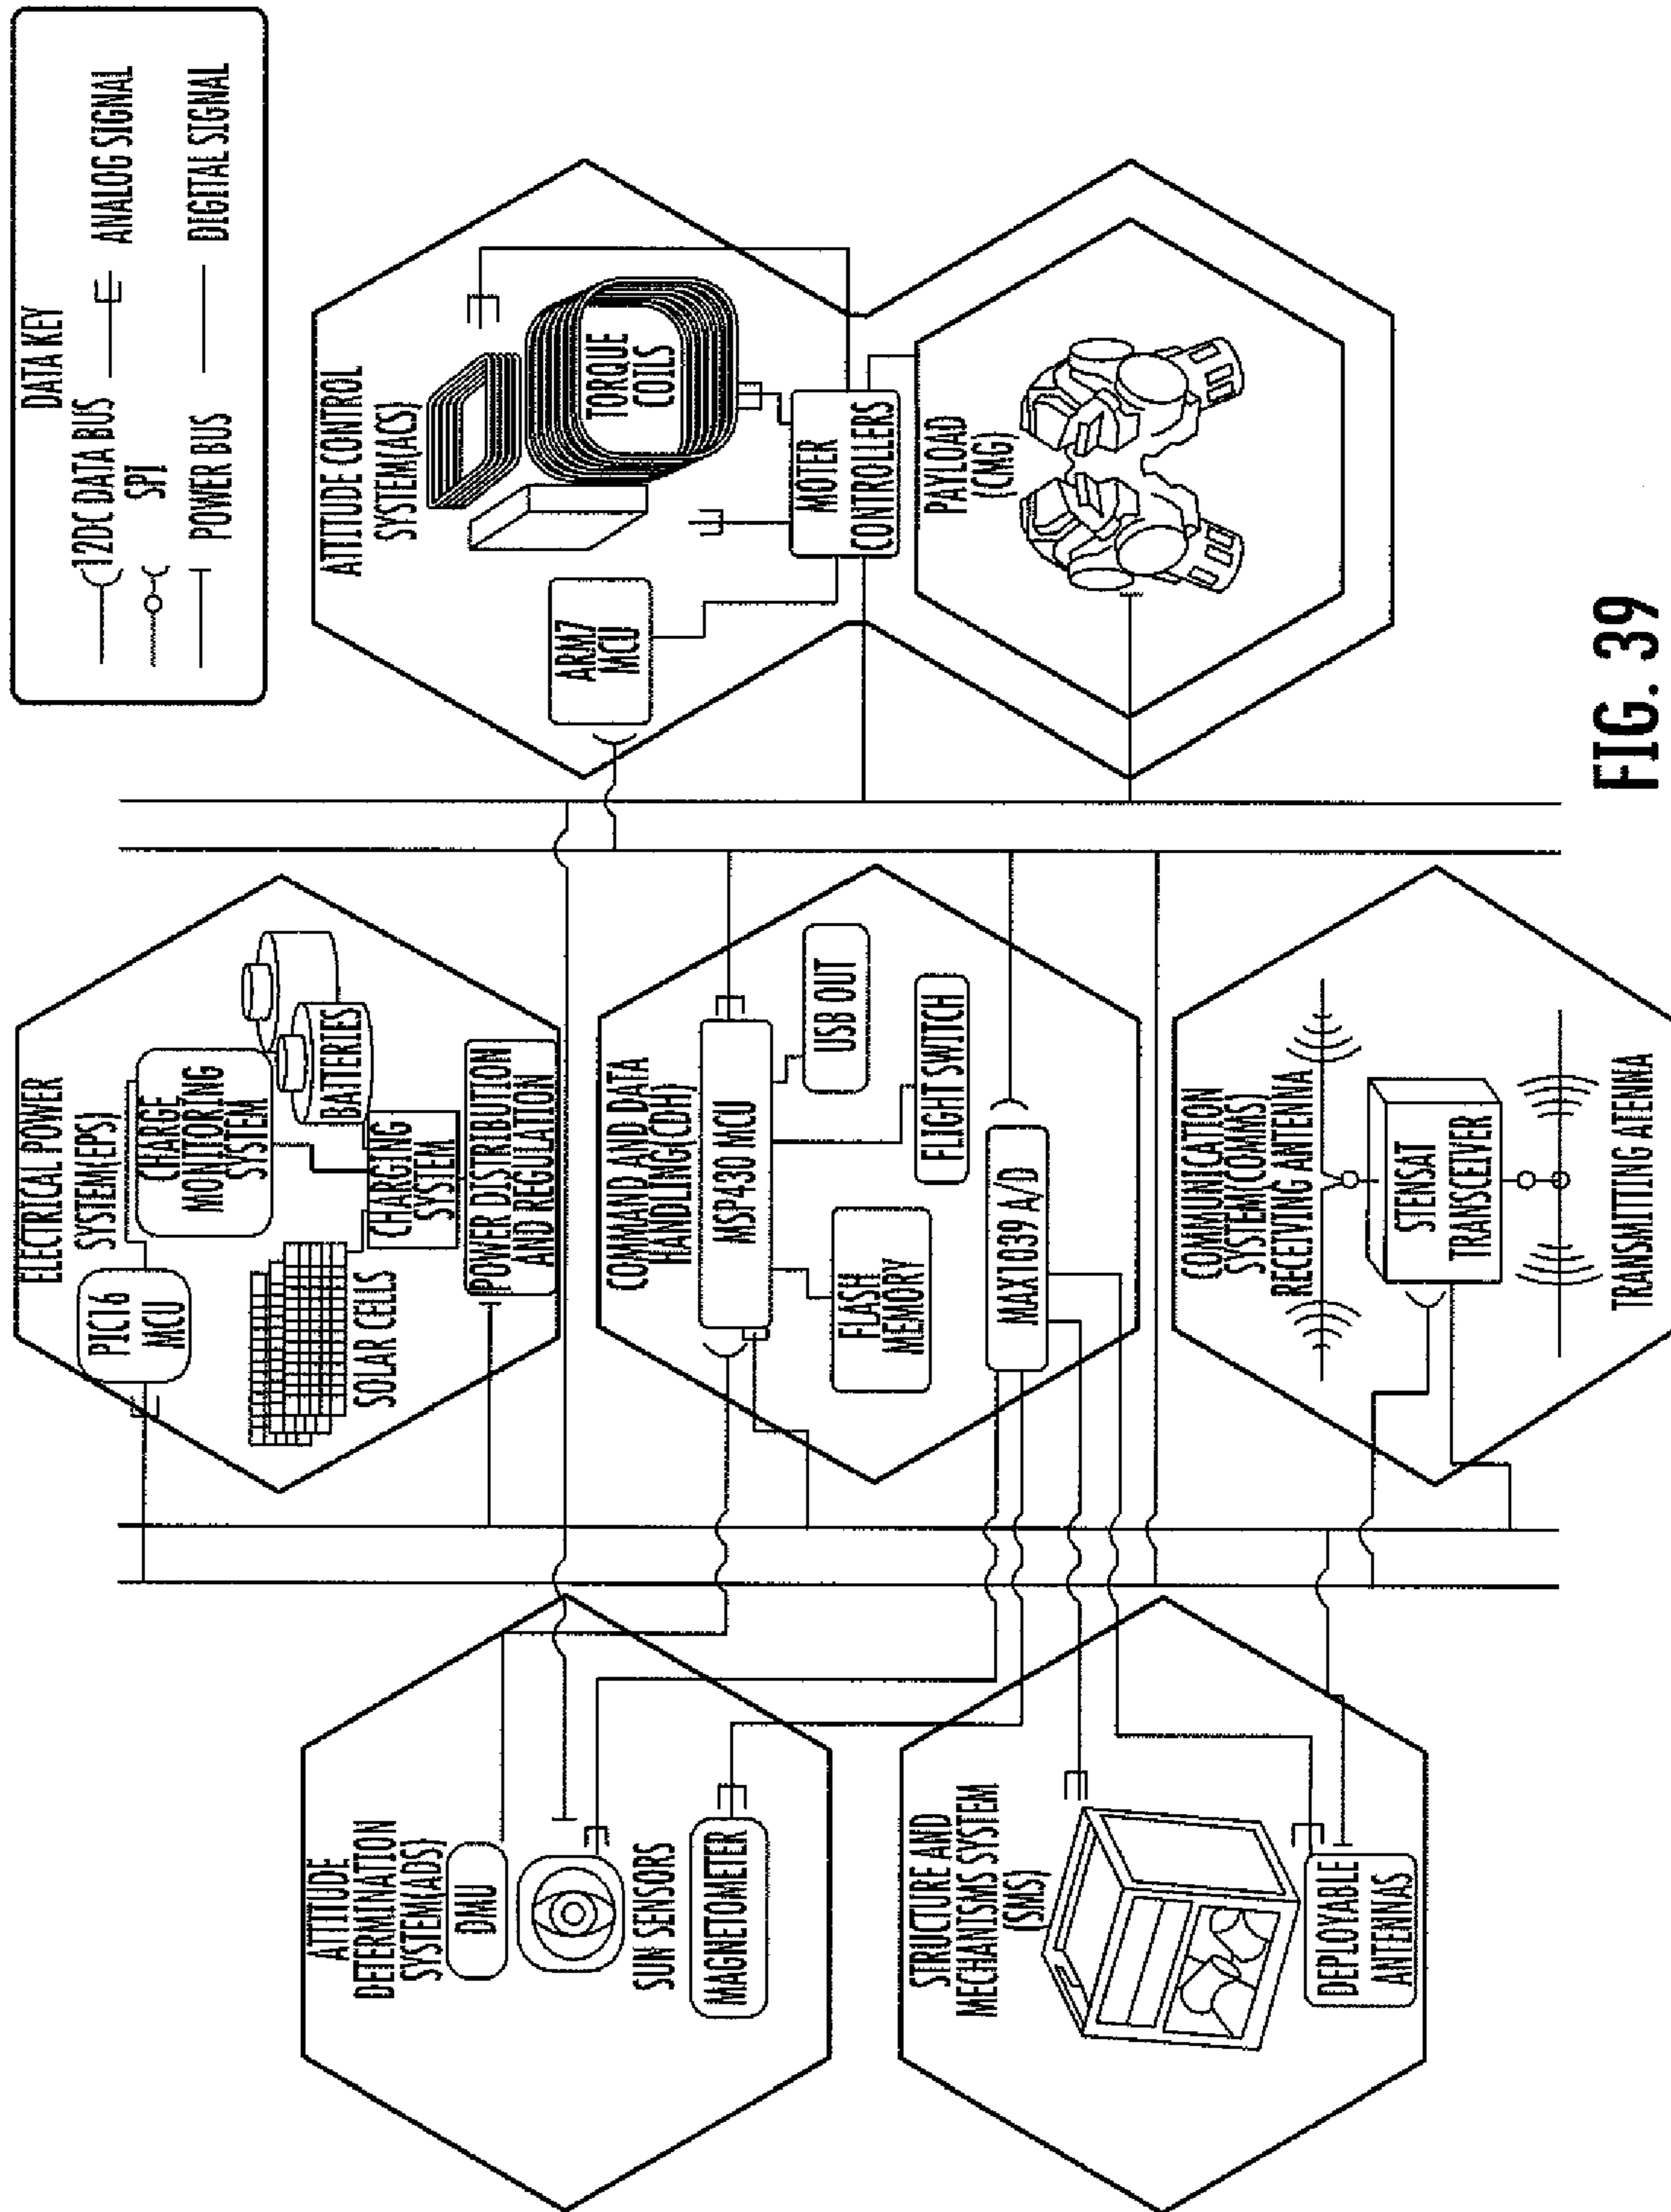 DATA KEY
12DC DATA BUS
ANALOG SIGNAL
SPI
POWER BUS
DIGITAL SIGNAL
ATTITUDE DETERMINATION
SYSTEMADS)
DMU
SUN SENSORS
MAGNETOMETER
STRUCTURE AND
MECHANISMS SYSTEM
(SMS)
DEPLOYABLE
ANTENNAS
ELECTRICAL POWER
SYSTEM(EPS)
PIC16
MCU
CHARGE
MONITORING
SYSTEM
BATTERIES
SOLAR CELLS
CHARGING
SYSTEM
POWER DISTRIBUTION
AND REGULATION
COMMAND AND DATA
HANDLING(CDH)
MSP430 MCU
USB OUT
FLASH
MEMORY
FLIGHT SWITCH
MAX1039 A/D
COMMUNICATION
SYSTEM(COMMS)
RECEIVING ANTENNA
STENSAT
TRANSCEIVER
TRANSMITTING ATENNA
ATTITUDE CONTROL
SYSTEM(ACS)
TORQUE
COILS
ARM7
MCU
MOTER
CONTROLLERS
PAYLOAD
(CMG)
FIG. 39